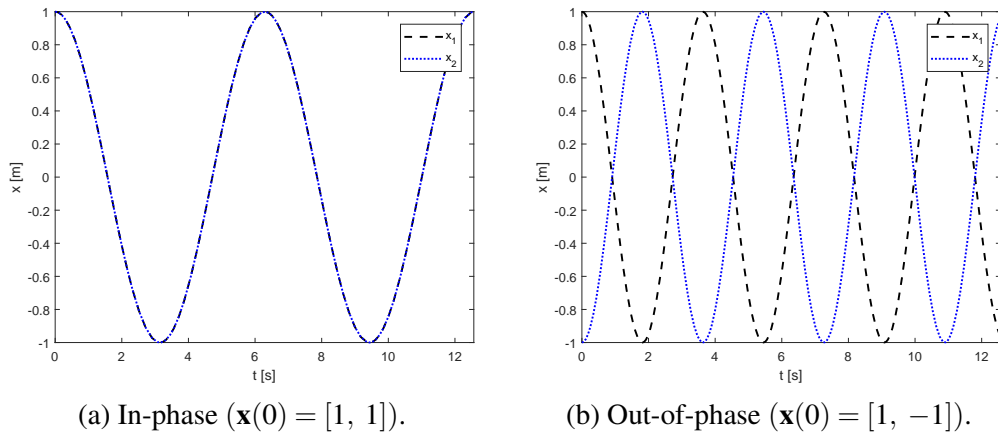 1
0.8
0.6
0.4
0.2
0
-0.2
-0.4
-0.6
-0.8
-1
x [m]
0 2 4 6 8 10 12
t [s]
x₁
x₂
(a) In-phase (x(0) = [1, 1]).
1
0.8
0.6
0.4
0.2
0
-0.2
-0.4
-0.6
-0.8
-1
x [m]
0 2 4 6 8 10 12
t [s]
x₁
x₂
(b) Out-of-phase (x(0) = [1, −1]).